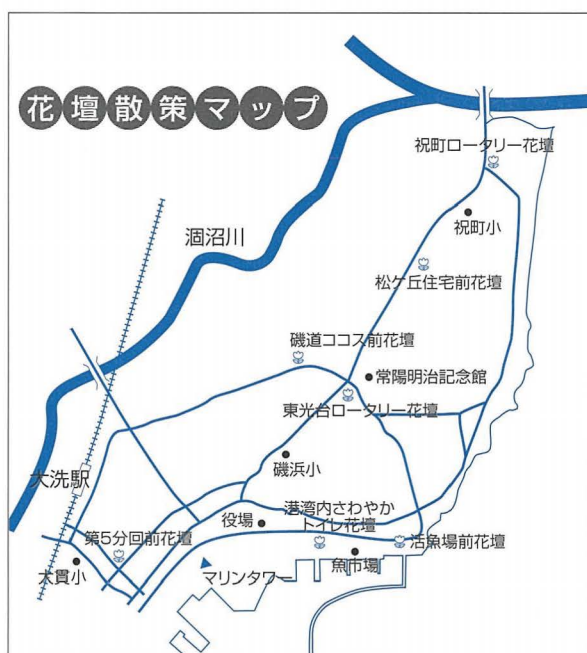 花壇散策マップ
祝町ロータリー花壇
祝町小
涸沼川
松ケ丘住宅前花壇
磯道ココス前花壇
常陽明治記念館
東光台ロータリー花壇
大洗駅
磯浜小
港湾内さわやか
トイレ花壇
役場
第5分回前花壇
活魚場前花壇
大貫小
マリンタワー
魚市場